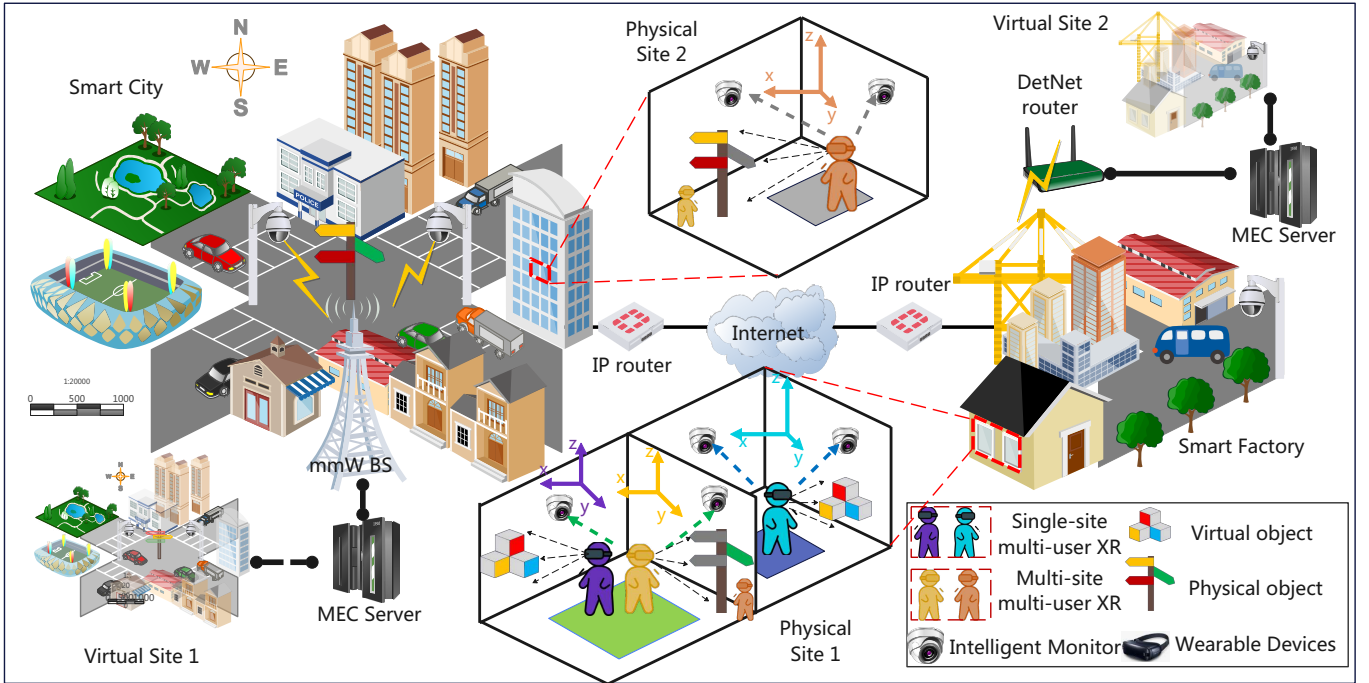 N
W E
S
Smart City
POLICE
1:20000
0 500 1000
mmW BS
MEC Server
Virtual Site 1
Physical
Site 2
z
x
y
IP router
Internet
IP router
DetNet
router
Virtual Site 2
MEC Server
Smart Factory
z
x
y
z
x
y
z
x
y
Physical
Site 1
Single-site
multi-user XR
Virtual object
Multi-site
multi-user XR
Physical object
Intelligent Monitor
Wearable Devices